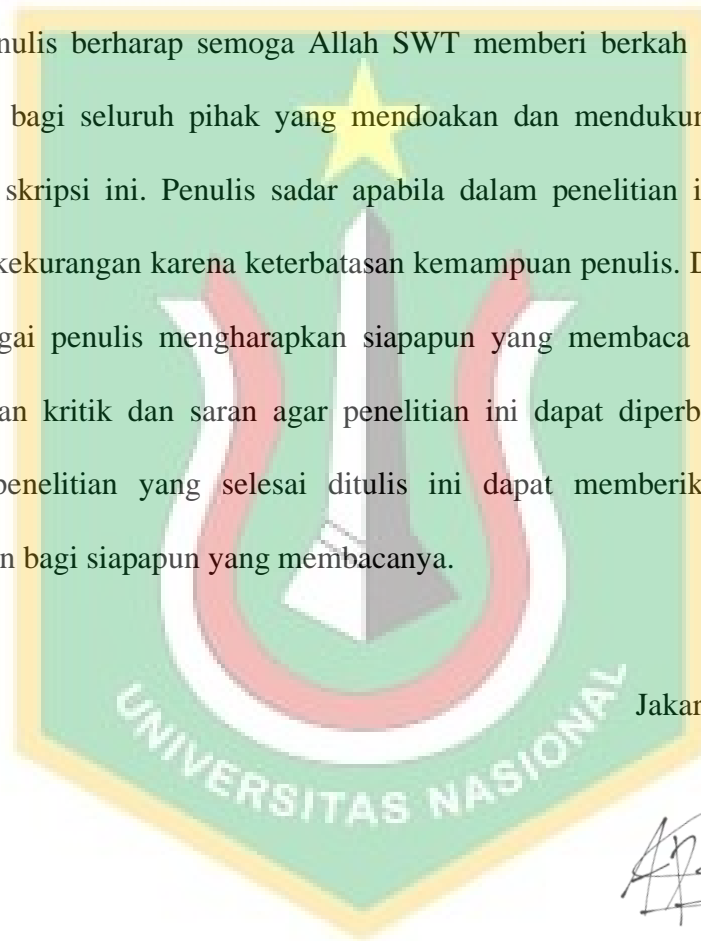 nulis berharap semoga Allah SWT memberi berkah
bagi seluruh pihak yang mendoakan dan mendukun
skripsi ini. Penulis sadar apabila dalam penelitian i
kekurangan karena keterbatasan kemampuan penulis. D
gai penulis mengharapkan siapapun yang membaca
an kritik dan saran agar penelitian ini dapat diperb
penelitian yang selesai ditulis ini dapat memberik
n bagi siapapun yang membacanya.
Jakar
UNIVERSITAS NASIONAL